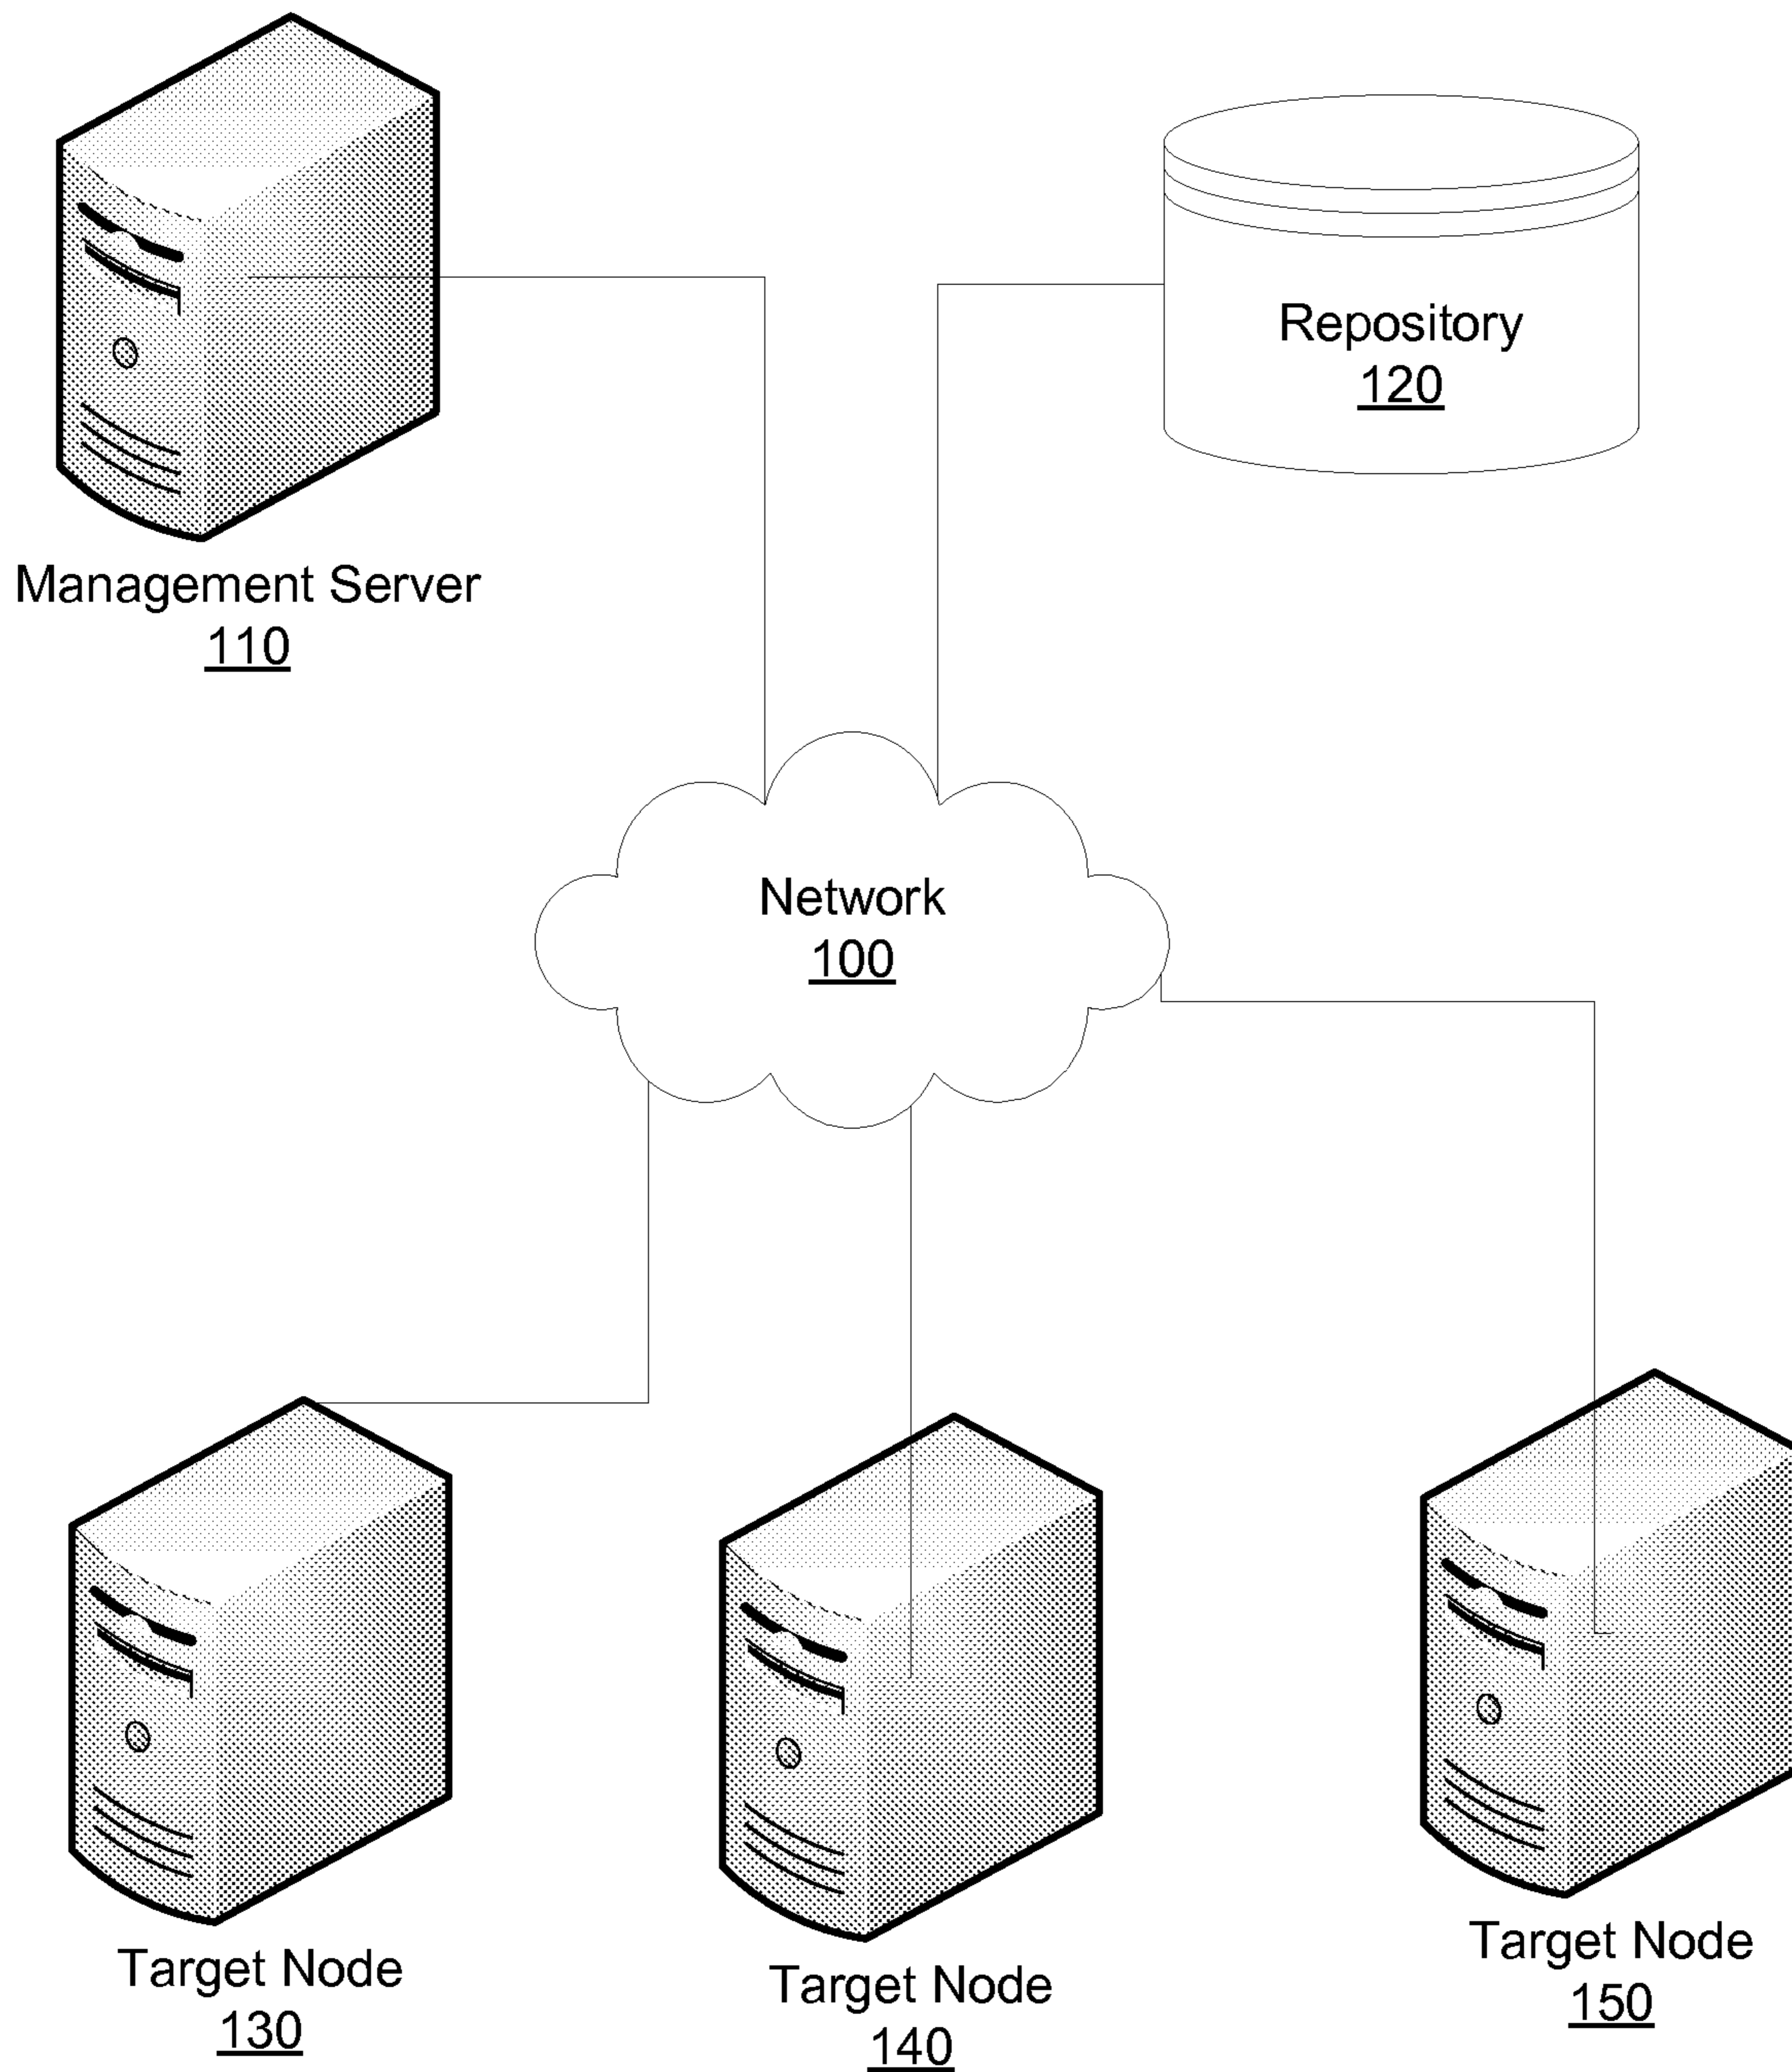 Repository
120
Management Server
110
Network
100
Target Node
130
Target Node
140
Target Node
150